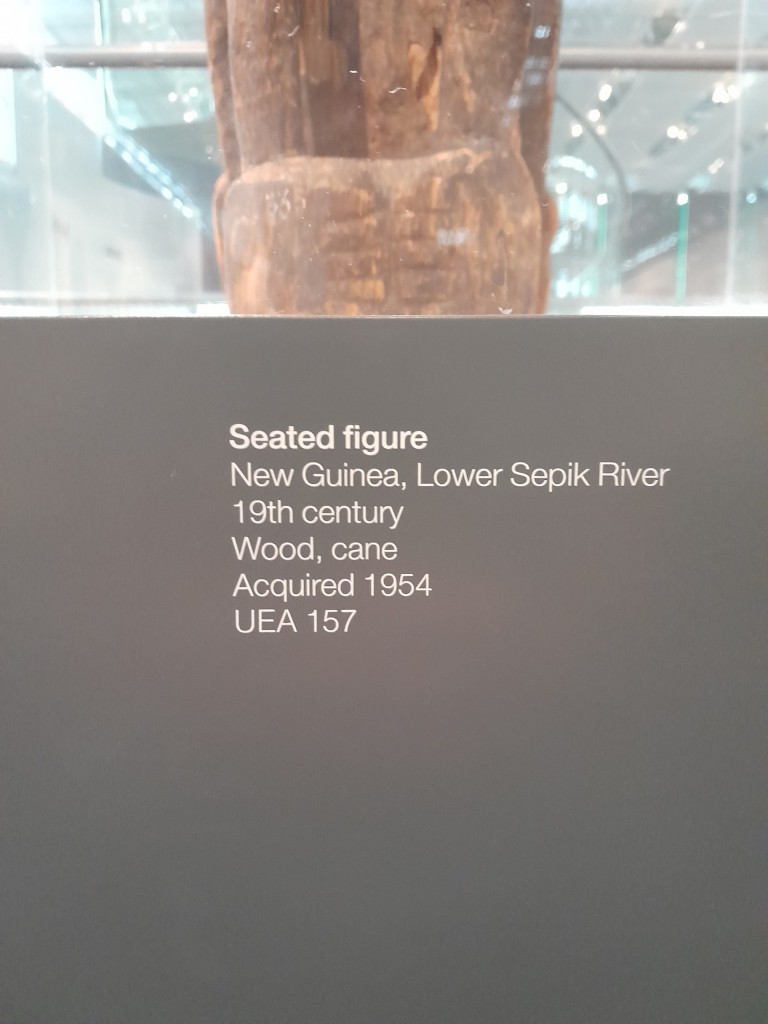 Seated figure
New Guinea, Lower Sepik River
19th century
Wood, cane
Acquired 1954
UEA 157